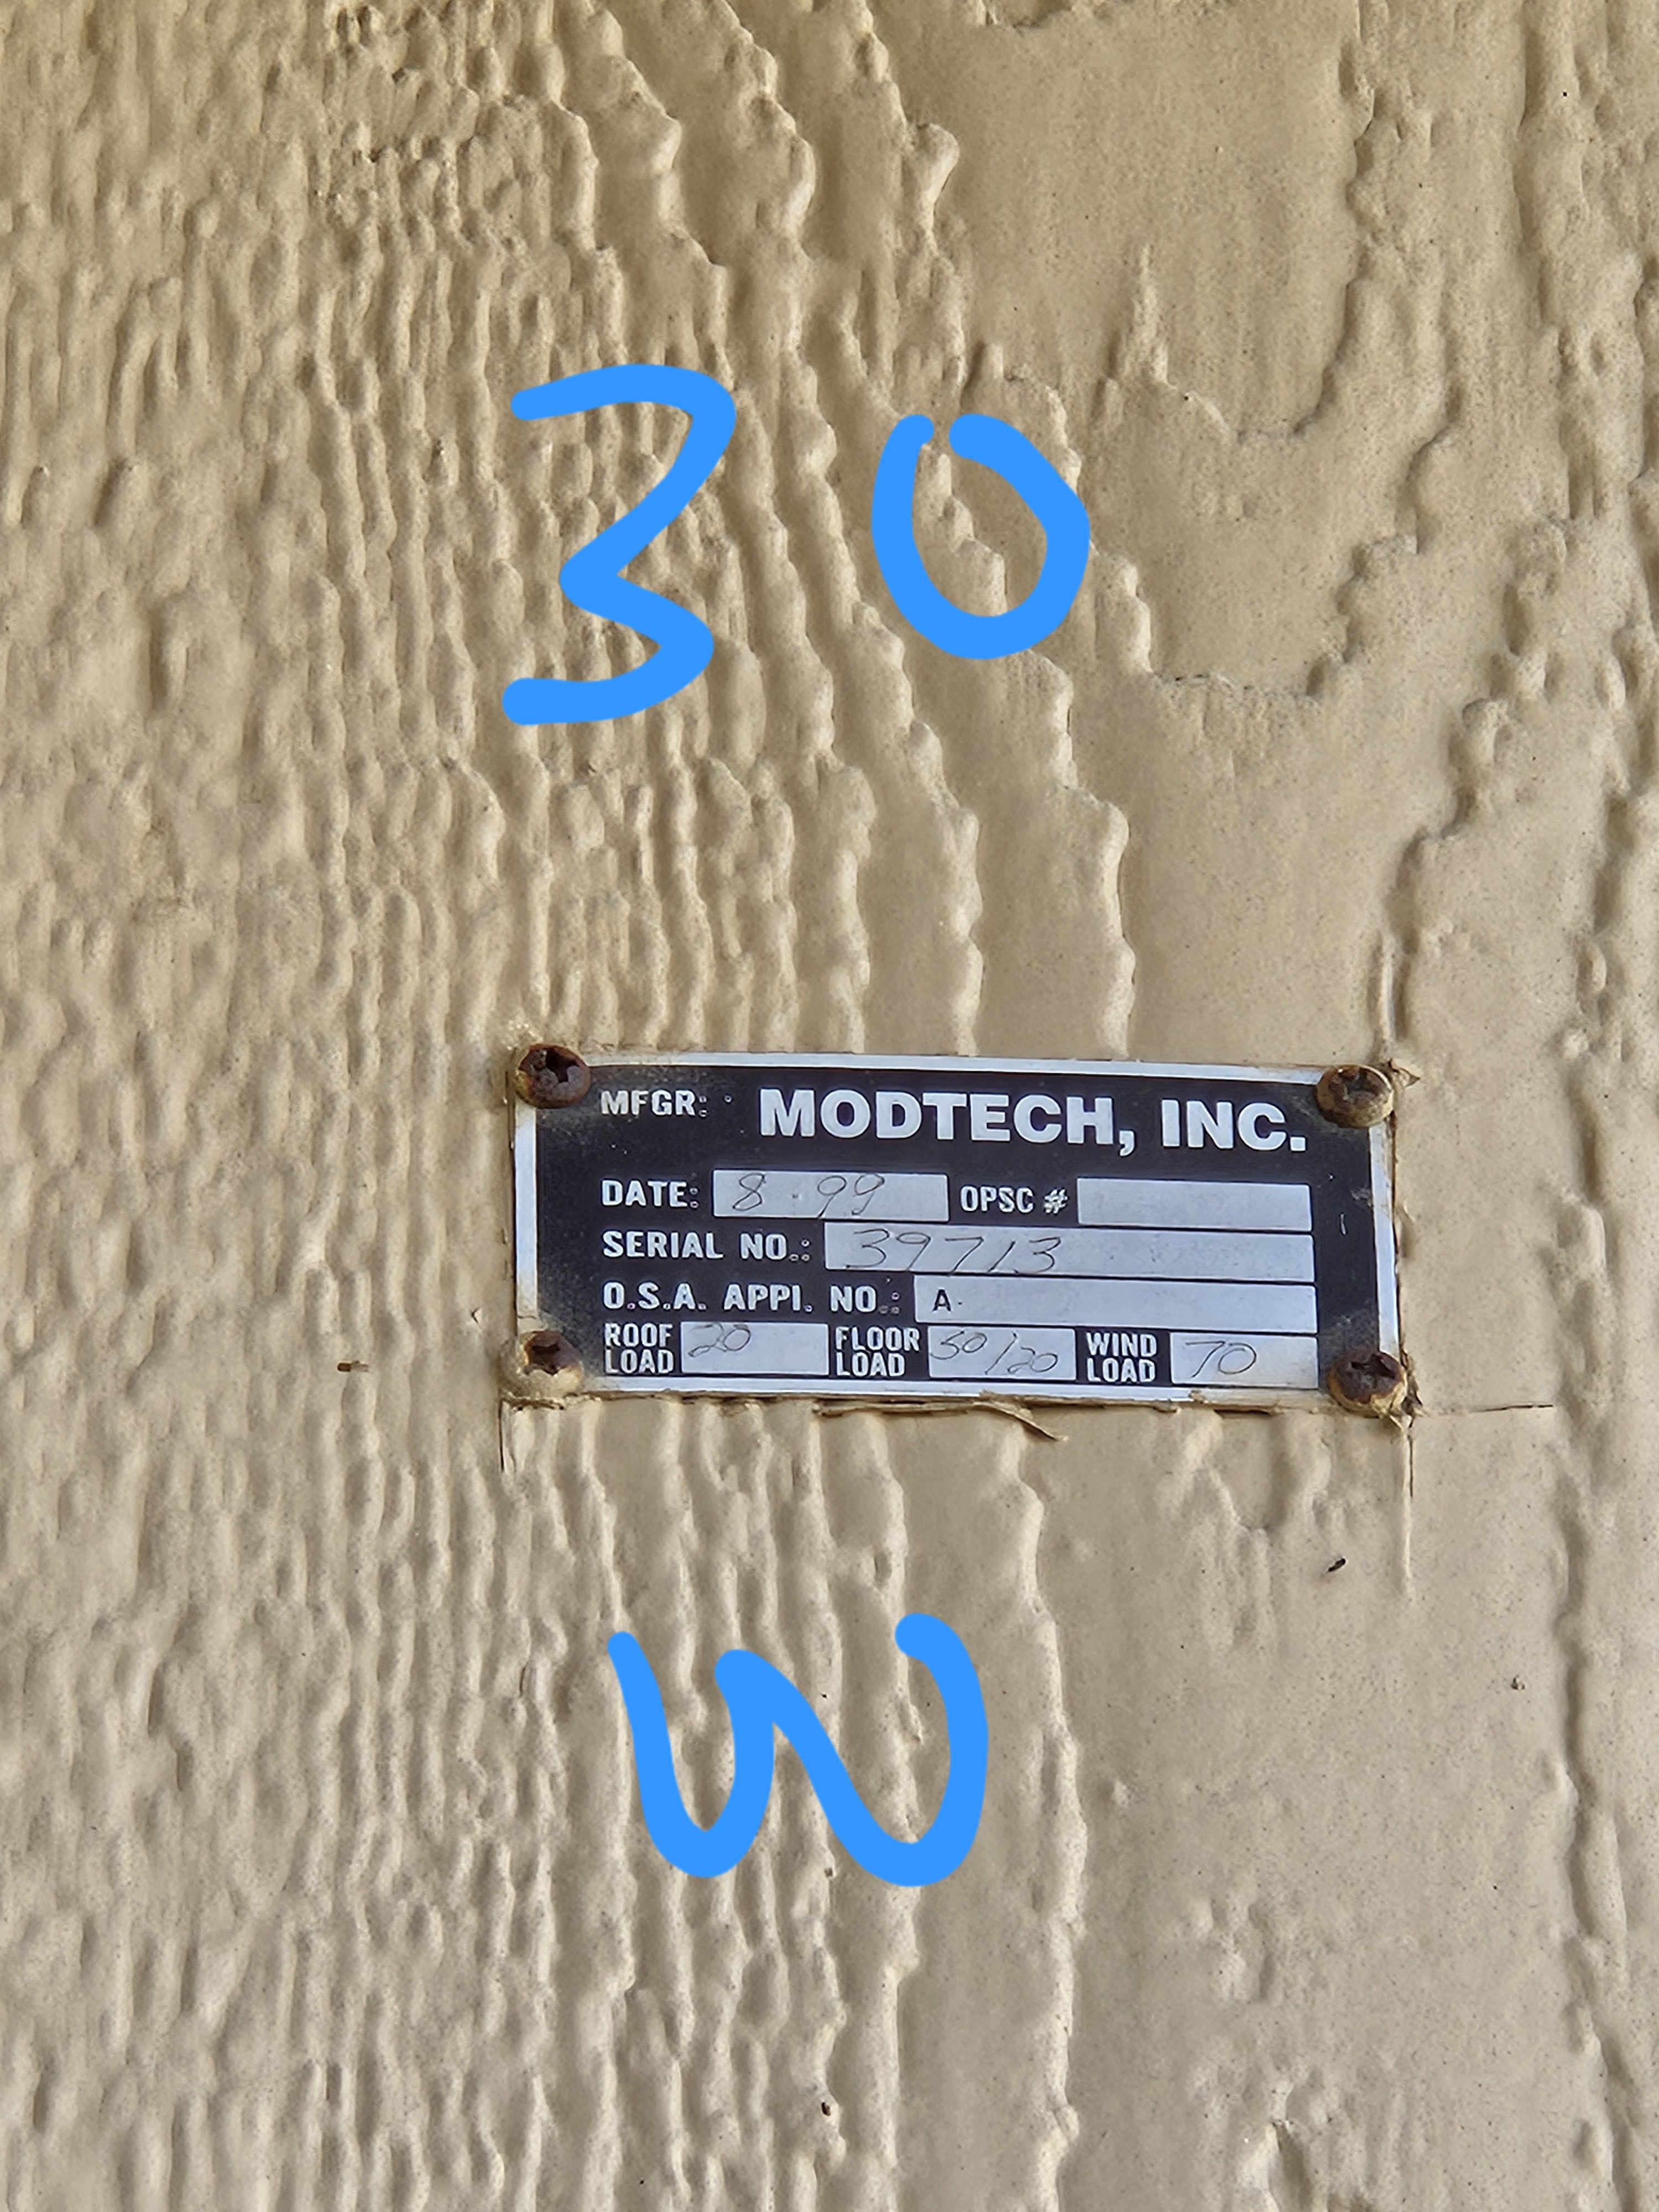 30
MFGR: MODTECH, INC.
DATE: 8-99 OPSC #
SERIAL NO.: 39713
O.S.A. APPL. NO.: A-
ROOF LOAD 20 FLOOR LOAD 50/20 WIND LOAD 70
W